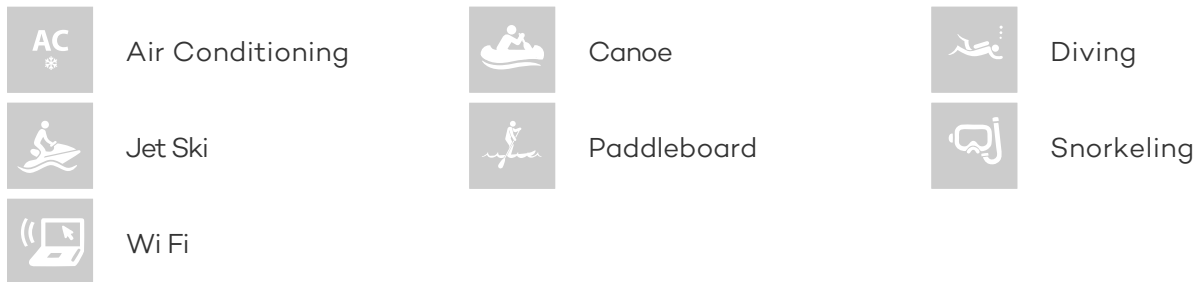 AC
Air Conditioning
Canoe
Diving
Jet Ski
Paddleboard
Snorkeling
Wi Fi